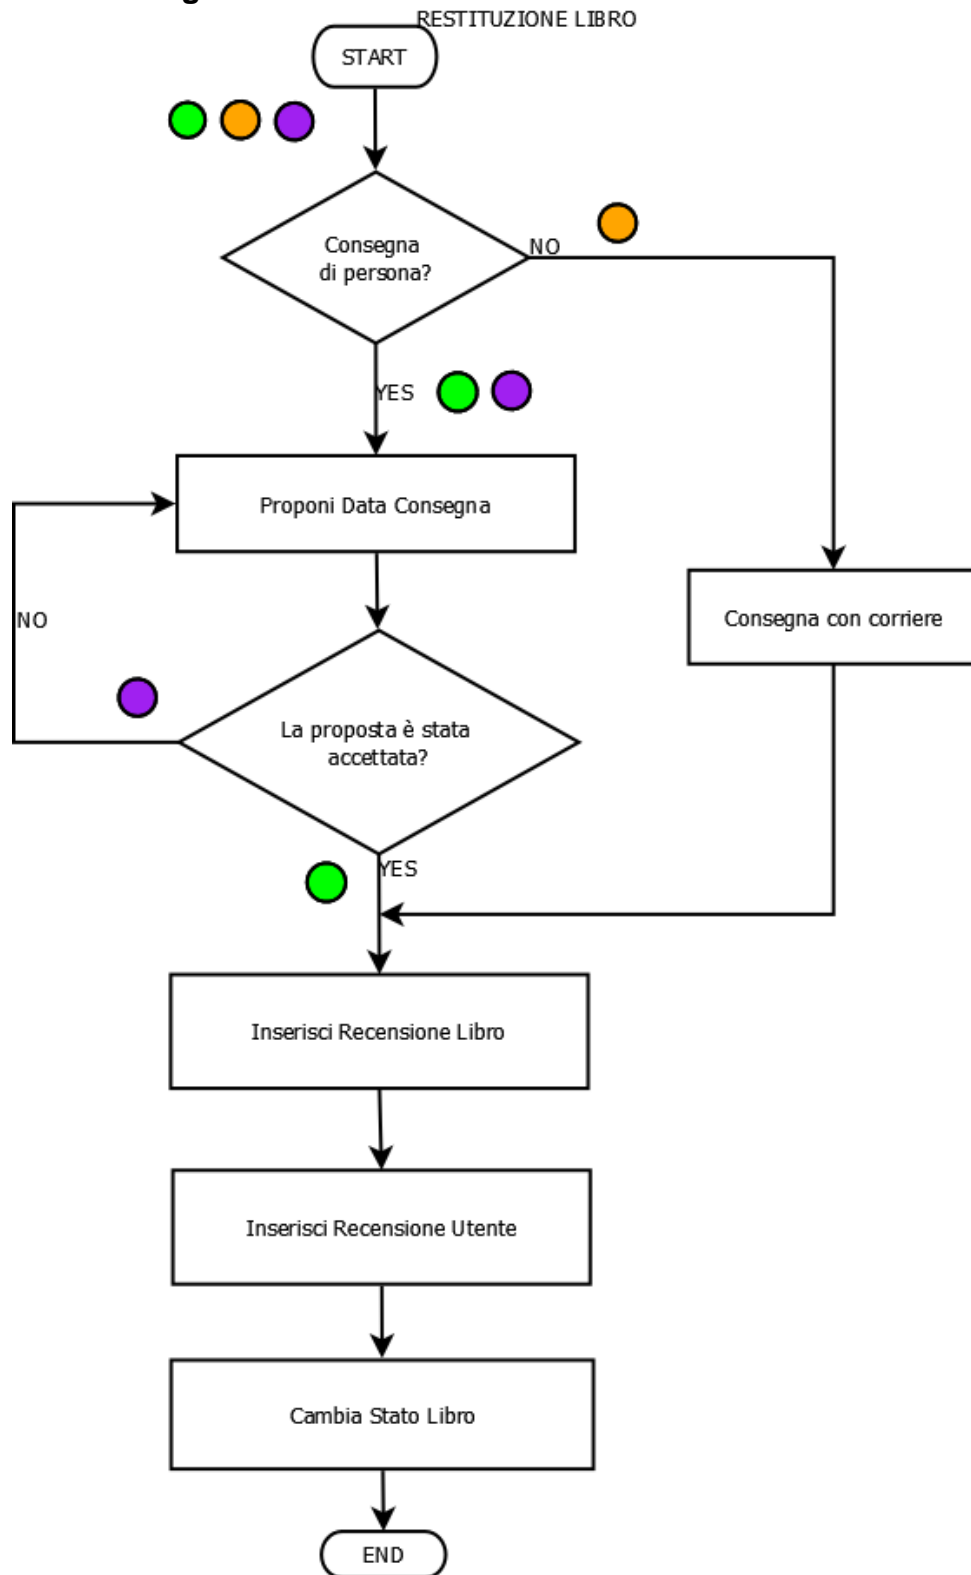 RESTITUZIONE LIBRO
START
Consegna
di persona?
NO
YES
Proponi Data Consegna
NO
Consegna con corriere
La proposta è stata
accettata?
YES
Inserisci Recensione Libro
Inserisci Recensione Utente
Cambia Stato Libro
END